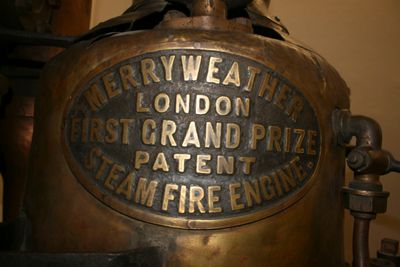 MERRYWEATHER
LONDON
FIRST GRAND PRIZE
PATENT
STEAM FIRE ENGINE.